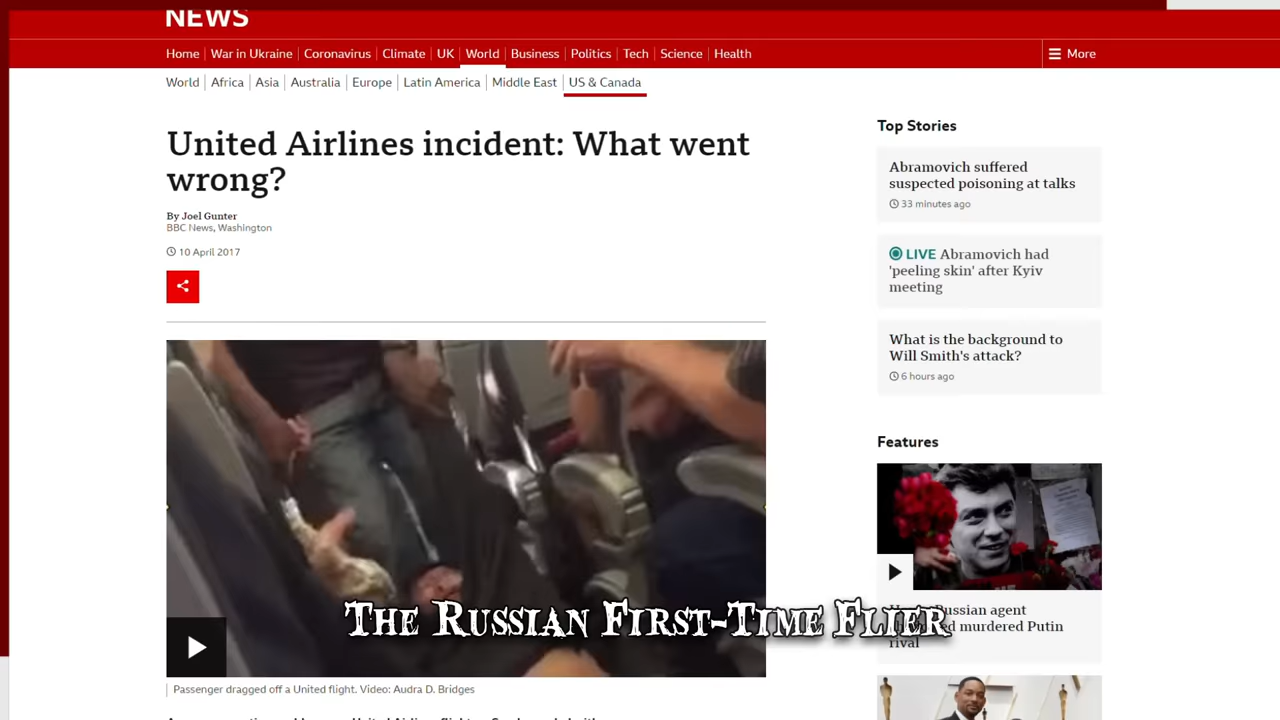 NEWS
Home War in Ukraine Coronavirus Climate UK World Business Politics Tech Science Health More
World Africa Asia Australia Europe Latin America Middle East US & Canada
United Airlines incident: What went
wrong?
By Joel Gunter
BBC News, Washington
10 April 2017
Passenger dragged off a United flight. Video: Audra D. Bridges
Top Stories
Abramovich suffered
suspected poisoning at talks
33 minutes ago
LIVE Abramovich had
'peeling skin' after Kyiv
meeting
What is the background to
Will Smith's attack?
6 hours ago
Features
Russian agent
murdered Putin
rival
The Russian First-Time Flier